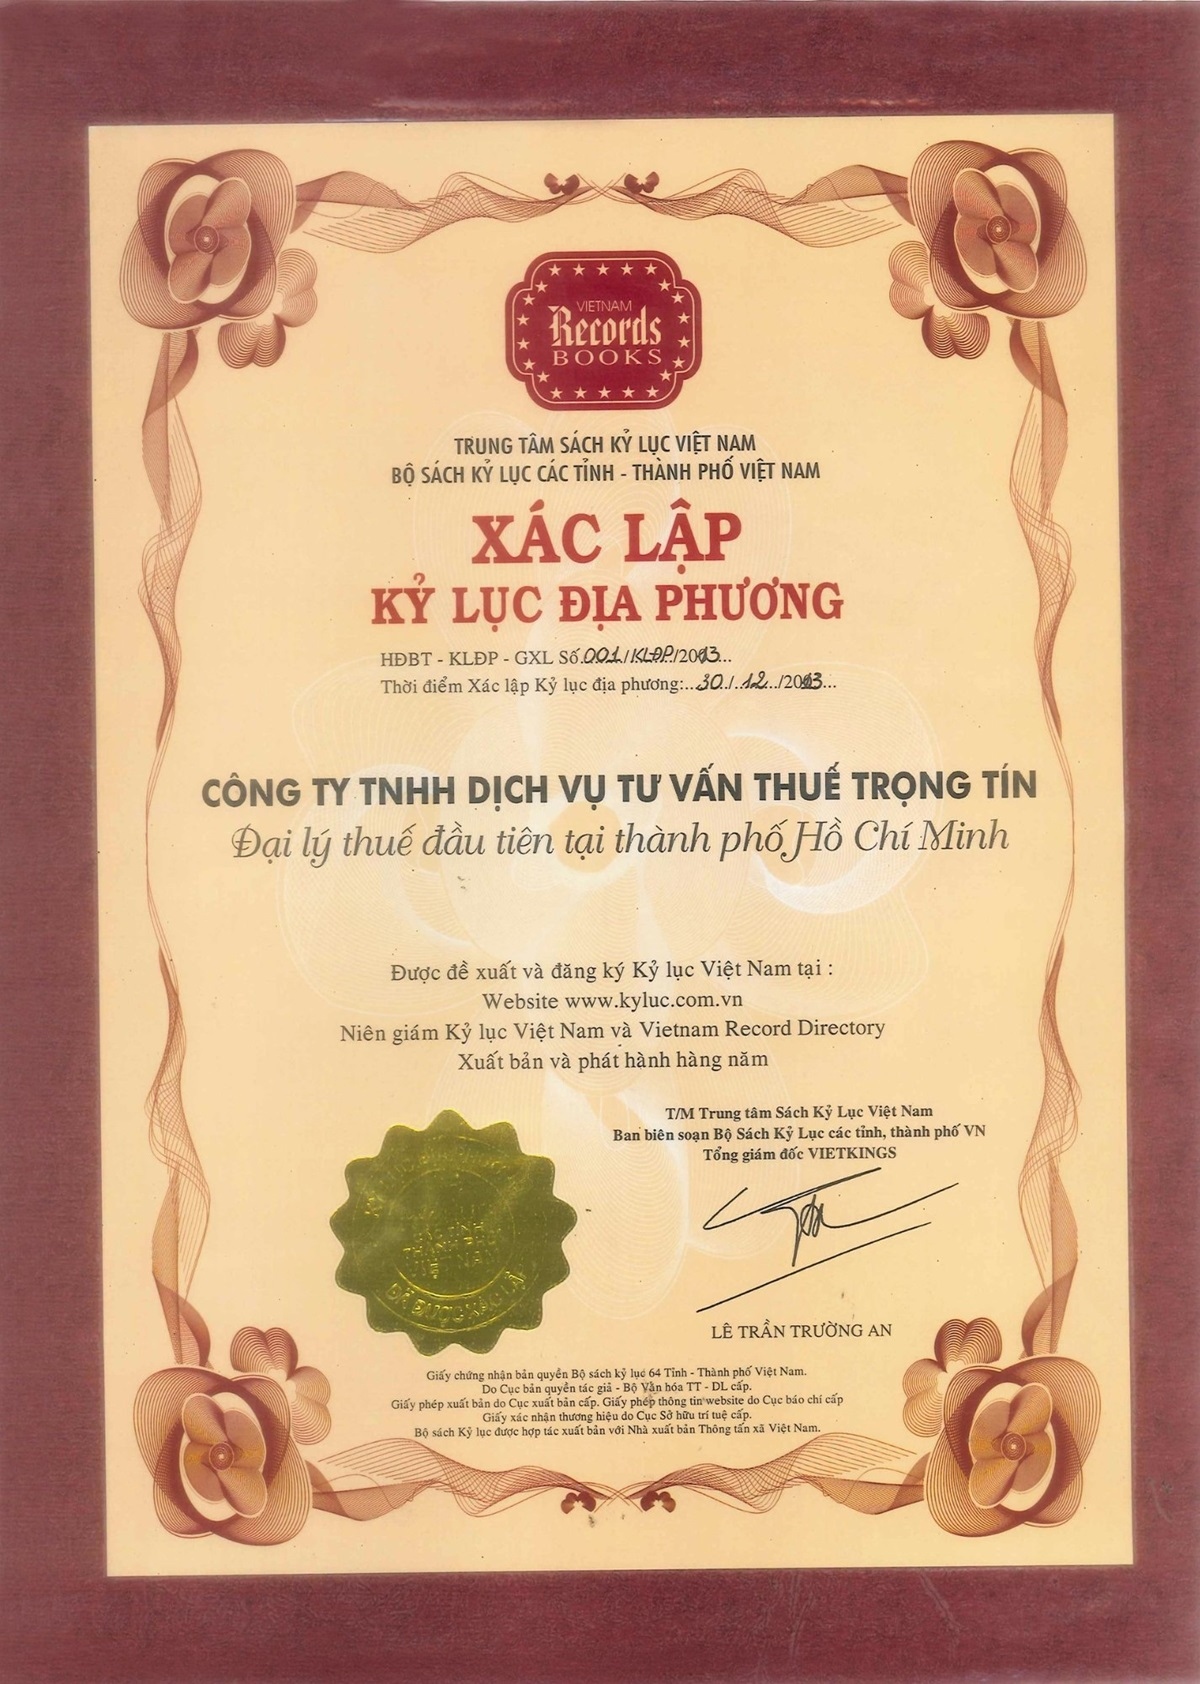 VIETNAM
Records
BOOKS
TRUNG TÂM SÁCH KỶ LỤC VIỆT NAM
BỘ SÁCH KỶ LỤC CÁC TỈNH - THÀNH PHỐ VIỆT NAM
XÁC LẬP
KỶ LỤC ĐỊA PHƯƠNG
HĐBT - KLĐP - GXL Số.001/KLĐP/2013...
Thời điểm Xác lập Kỷ lục địa phương:...30./..12../2013...
CÔNG TY TNHH DỊCH VỤ TƯ VẤN THUẾ TRỌNG TÍN
Đại lý thuế đầu tiên tại thành phố Hồ Chí Minh
Được đề xuất và đăng ký Kỷ lục Việt Nam tại :
Website www.kyluc.com.vn
Niên giám Kỷ lục Việt Nam và Vietnam Record Directory
Xuất bản và phát hành hàng năm
T/M Trung tâm Sách Kỷ Lục Việt Nam
Ban biên soạn Bộ Sách Kỷ Lục các tỉnh, thành phố VN
Tổng giám đốc VIETKINGS
CÁC TỈNH
THÀNH PHỐ
VIỆT NAM
ĐÃ ĐƯỢC XÁC LẬP
LÊ TRẦN TRƯỜNG AN
Giấy chứng nhận bản quyền Bộ sách kỷ lục 64 Tỉnh - Thành phố Việt Nam.
Do Cục bản quyền tác giả - Bộ Văn hóa TT - DL cấp.
Giấy phép xuất bản do Cục xuất bản cấp. Giấy phép thông tin website do Cục báo chí cấp
Giấy xác nhận thương hiệu do Cục Sở hữu trí tuệ cấp.
Bộ sách Kỷ lục được hợp tác xuất bản với Nhà xuất bản Thông tấn xã Việt Nam.